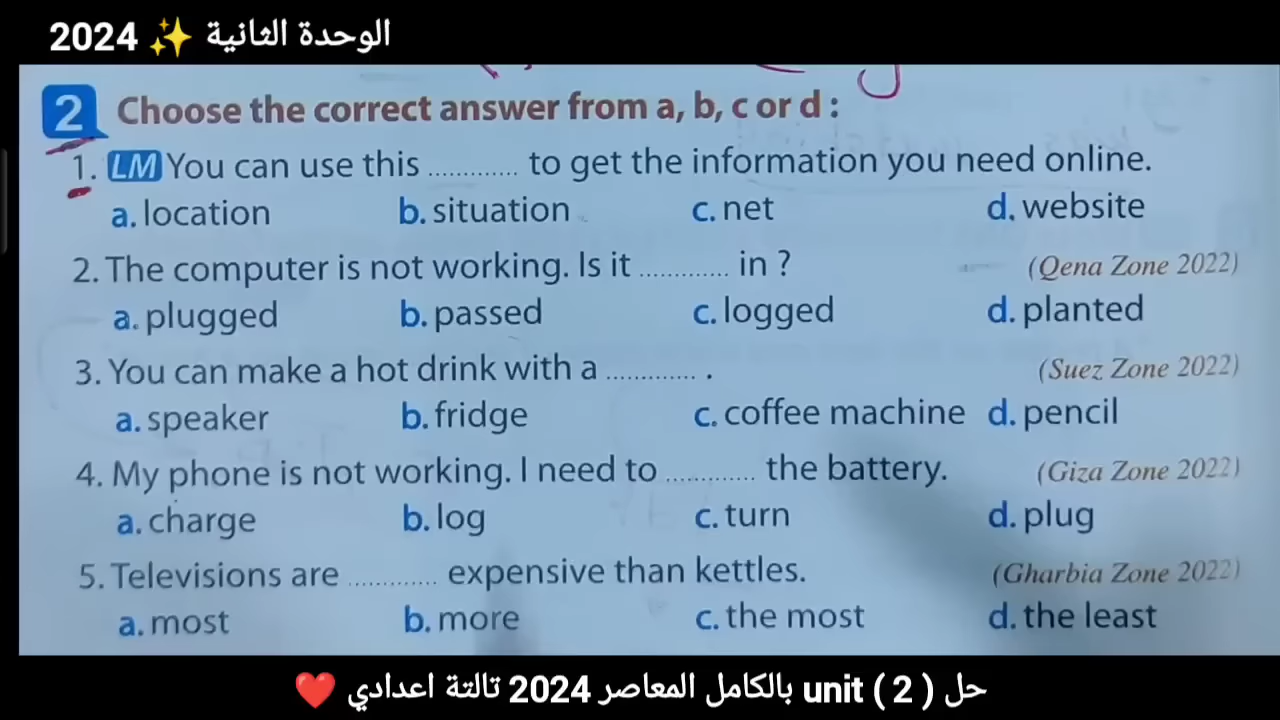 الوحدة الثانية ✨ 2024
2 Choose the correct answer from a, b, c or d :
1. LM You can use this ............ to get the information you need online.
a. location b. situation c. net d. website
2. The computer is not working. Is it ............ in ? (Qena Zone 2022)
a. plugged b. passed c. logged d. planted
3. You can make a hot drink with a ............ . (Suez Zone 2022)
a. speaker b. fridge c. coffee machine d. pencil
4. My phone is not working. I need to ............ the battery. (Giza Zone 2022)
a. charge b. log c. turn d. plug
5. Televisions are ............ expensive than kettles. (Gharbia Zone 2022)
a. most b. more c. the most d. the least
حل unit ( 2 ) بالكامل المعاصر 2024 تالتة اعدادي ❤️